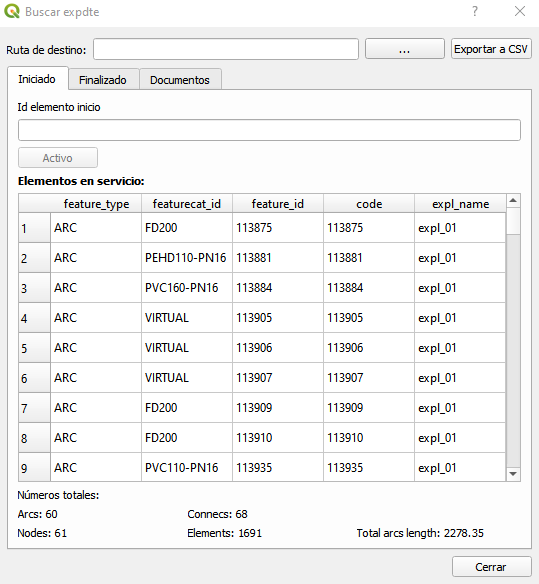 Buscar expdte ? ×
Ruta de destino: ... Exportar a CSV
Iniciado Finalizado Documentos
Id elemento inicio
Activo
Elementos en servicio:
feature_type featurecat_id feature_id code expl_name
1 ARC FD200 113875 113875 expl_01
2 ARC PEHD110-PN16 113881 113881 expl_01
3 ARC PVC160-PN16 113884 113884 expl_01
4 ARC VIRTUAL 113905 113905 expl_01
5 ARC VIRTUAL 113906 113906 expl_01
6 ARC VIRTUAL 113907 113907 expl_01
7 ARC FD200 113909 113909 expl_01
8 ARC FD200 113910 113910 expl_01
9 ARC PVC110-PN16 113935 113935 expl_01
Números totales:
Arcs: 60 Connecs: 68
Nodes: 61 Elements: 1691 Total arcs length: 2278.35
Cerrar